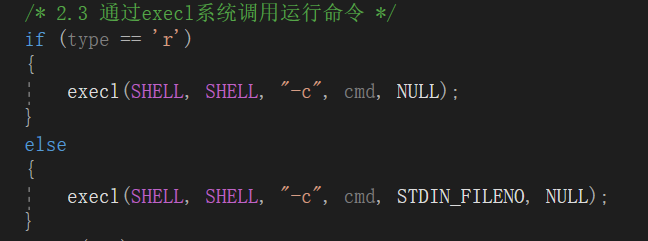 /* 2.3 通过execl系统调用运行命令 */
if (type == 'r')
{
execl(SHELL, SHELL, "-c", cmd, NULL);
}
else
{
execl(SHELL, SHELL, "-c", cmd, STDIN_FILENO, NULL);
}